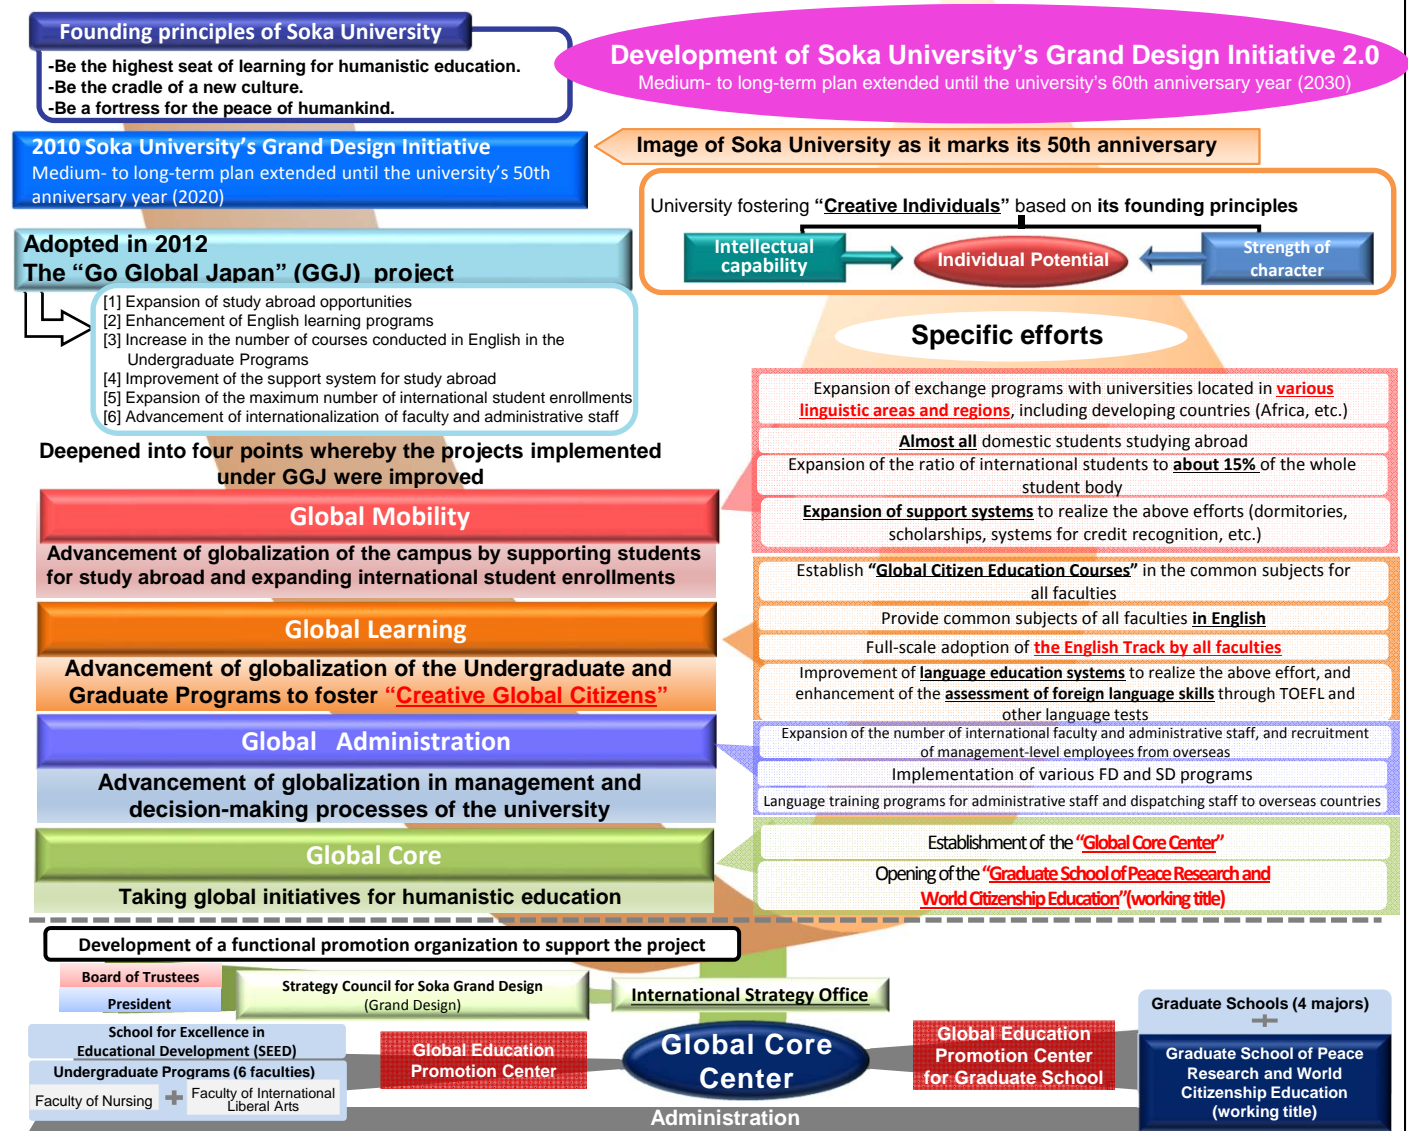 Founding principles of Soka University
-Be the highest seat of learning for humanistic education.
-Be the cradle of a new culture.
-Be a fortress for the peace of humankind.
Development of Soka University's Grand Design Initiative 2.0
Medium- to long-term plan extended until the university's 60th anniversary year (2030)
2010 Soka University's Grand Design Initiative
Medium- to long-term plan extended until the university's 50th
anniversary year (2020)
Image of Soka University as it marks its 50th anniversary
University fostering "Creative Individuals" based on its founding principles
Intellectual
capability
Individual Potential
Strength of
character
Adopted in 2012
The "Go Global Japan" (GGJ) project
[1] Expansion of study abroad opportunities
[2] Enhancement of English learning programs
[3] Increase in the number of courses conducted in English in the
Undergraduate Programs
[4] Improvement of the support system for study abroad
[5] Expansion of the maximum number of international student enrollments
[6] Advancement of internationalization of faculty and administrative staff
Deepened into four points whereby the projects implemented
under GGJ were improved
Specific efforts
Global Mobility
Advancement of globalization of the campus by supporting students
for study abroad and expanding international student enrollments
Expansion of exchange programs with universities located in various
linguistic areas and regions, including developing countries (Africa, etc.)
Almost all domestic students studying abroad
Expansion of the ratio of international students to about 15% of the whole
student body
Expansion of support systems to realize the above efforts (dormitories,
scholarships, systems for credit recognition, etc.)
Global Learning
Advancement of globalization of the Undergraduate and
Graduate Programs to foster "Creative Global Citizens"
Establish "Global Citizen Education Courses" in the common subjects for
all faculties
Provide common subjects of all faculties in English
Full-scale adoption of the English Track by all faculties
Improvement of language education systems to realize the above effort, and
enhancement of the assessment of foreign language skills through TOEFL and
other language tests
Global Administration
Advancement of globalization in management and
decision-making processes of the university
Expansion of the number of international faculty and administrative staff, and recruitment
of management-level employees from overseas
Implementation of various FD and SD programs
Language training programs for administrative staff and dispatching staff to overseas countries
Global Core
Taking global initiatives for humanistic education
Establishment of the "Global Core Center"
Opening of the "Graduate School of Peace Research and
World Citizenship Education"(working title)
Development of a functional promotion organization to support the project
Board of Trustees
President
Strategy Council for Soka Grand Design
(Grand Design)
International Strategy Office
School for Excellence in
Educational Development (SEED)
Undergraduate Programs (6 faculties)
Faculty of Nursing
Faculty of International
Liberal Arts
Global Education
Promotion Center
Global Core
Center
Global Education
Promotion Center
for Graduate School
Graduate Schools (4 majors)
Graduate School of Peace
Research and World
Citizenship Education
(working title)
Administration